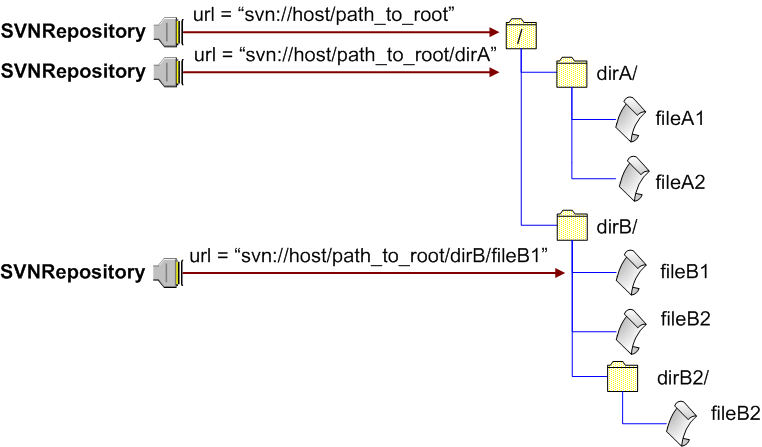 url = “svn://host/path_to_root”
SVNRepository
/
url = “svn://host/path_to_root/dirA”
SVNRepository
dirA/
fileA1
fileA2
dirB/
url = “svn://host/path_to_root/dirB/fileB1”
SVNRepository
fileB1
fileB2
dirB2/
fileB2